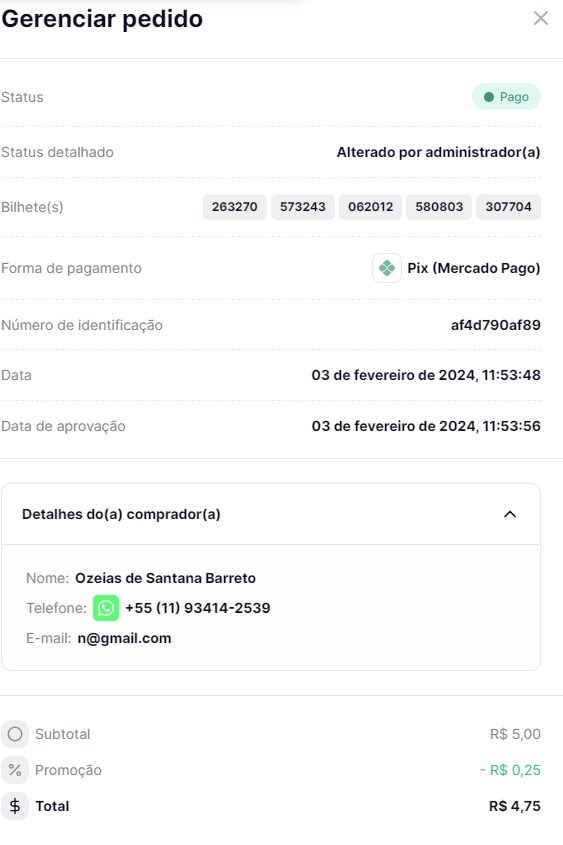 Gerenciar pedido
Status Pago
Status detalhado Alterado por administrador(a)
Bilhete(s) 263270 573243 062012 580803 307704
Forma de pagamento Pix (Mercado Pago)
Número de identificação af4d790af89
Data 03 de fevereiro de 2024, 11:53:48
Data de aprovação 03 de fevereiro de 2024, 11:53:56
Detalhes do(a) comprador(a)
Nome: Ozeias de Santana Barreto
Telefone: +55 (11) 93414-2539
E-mail: n@gmail.com
Subtotal R$ 5,00
% Promoção - R$ 0,25
$ Total R$ 4,75